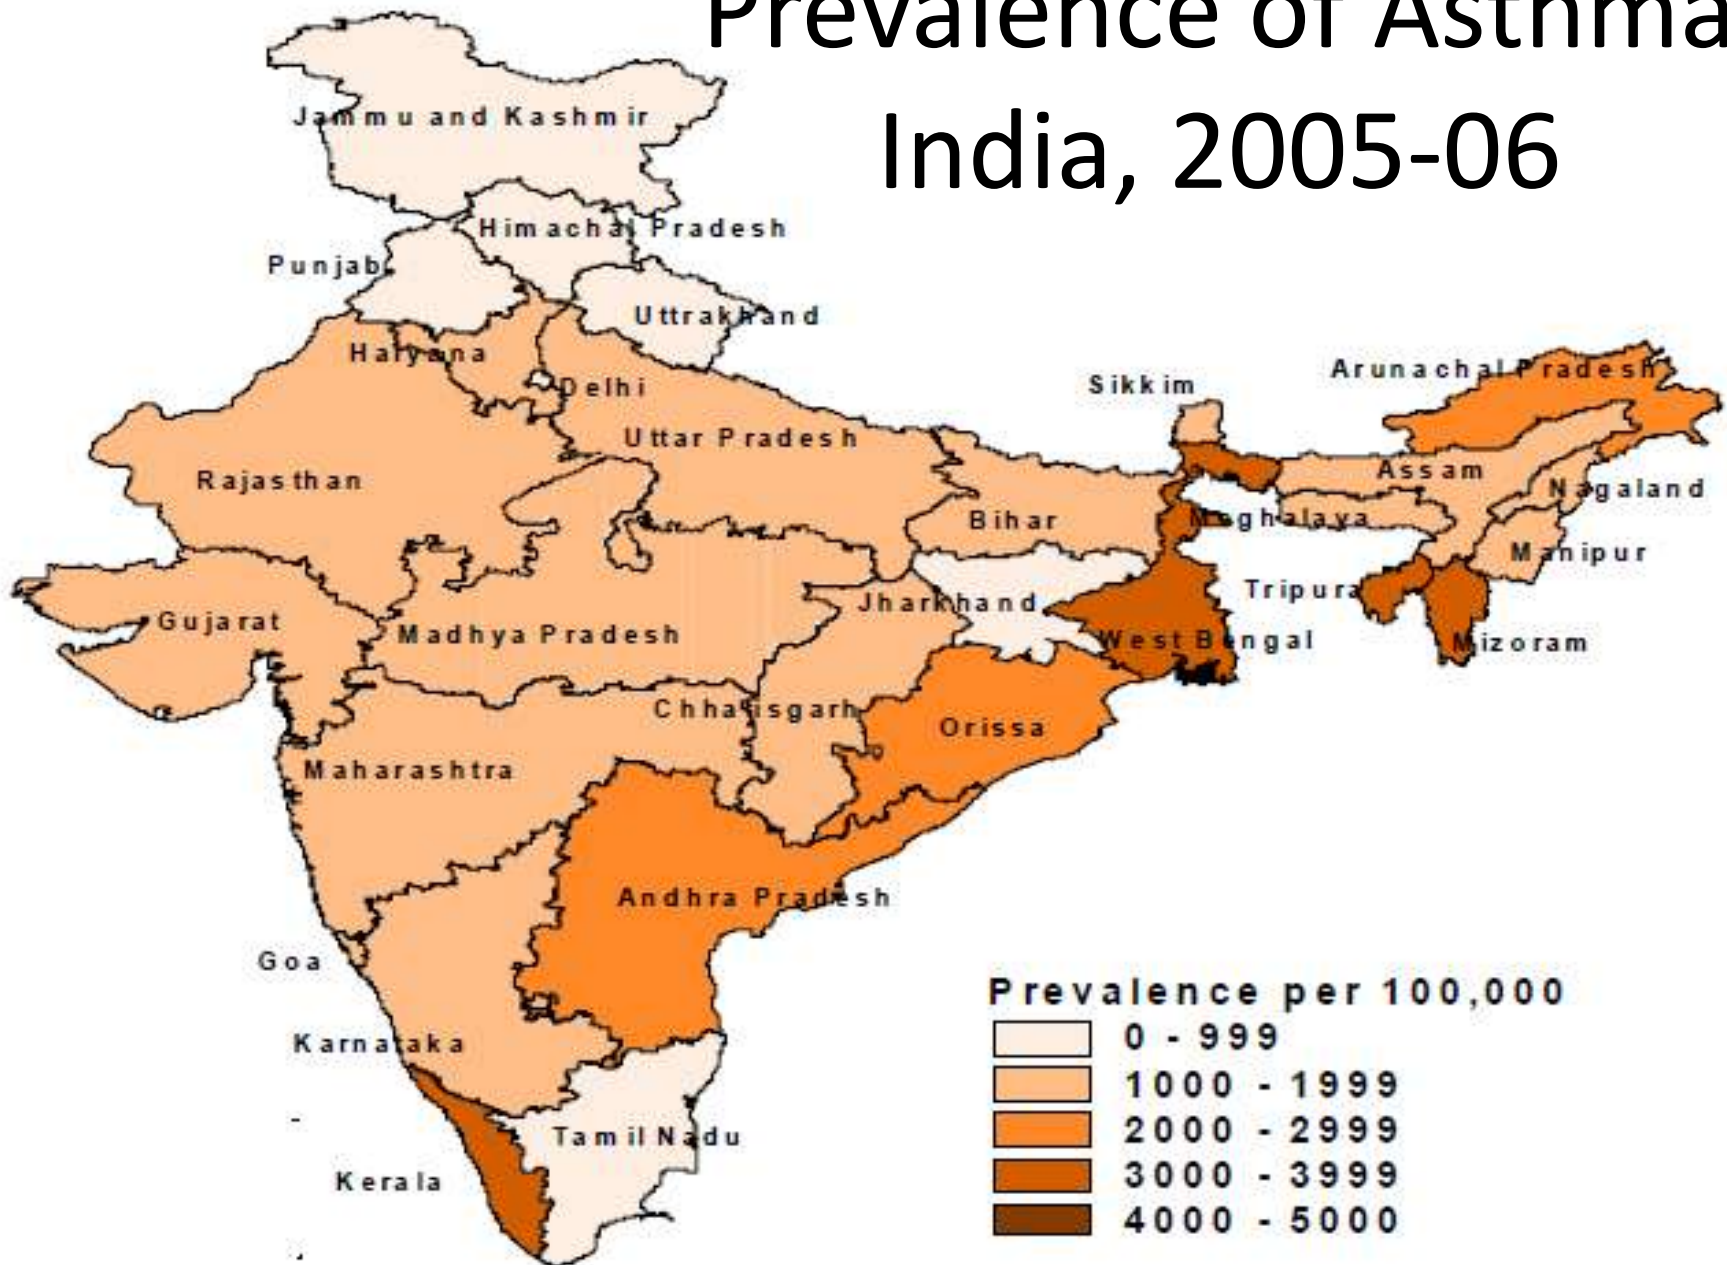 Prevalence of Asthma
India, 2005-06
Jammu and Kashmir
Himachal Pradesh
Punjab
Uttrakhand
Haryana
Delhi
Sikkim
Arunachal Pradesh
Uttar Pradesh
Rajasthan
Assam
Nagaland
Bihar
Meghalaya
Manipur
Tripura
Jharkhand
Gujarat
Madhya Pradesh
West Bengal
Mizoram
Chhatisgarh
Orissa
Maharashtra
Andhra Pradesh
Goa
Karnataka
Tamil Nadu
Kerala
Prevalence per 100,000
0 - 999
1000 - 1999
2000 - 2999
3000 - 3999
4000 - 5000